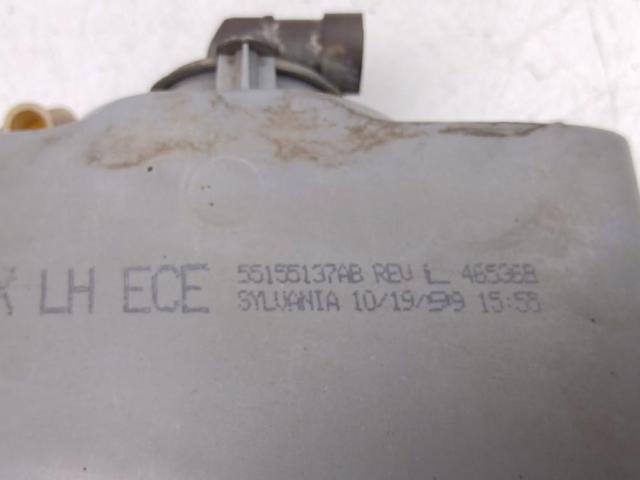 LH ECE 55155137AB REV L 46536B
SYLVANIA 10/19/99 15:55